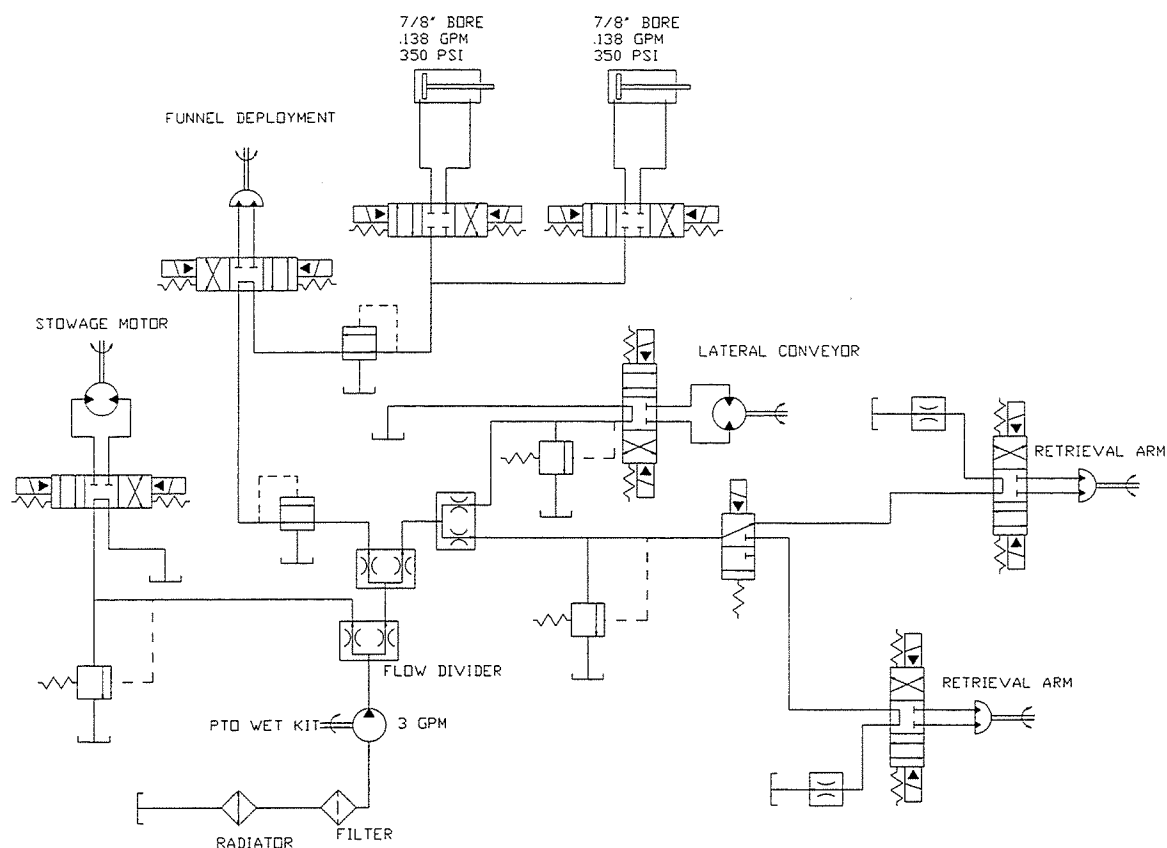 7/8" BORE
.138 GPM
350 PSI
7/8" BORE
.138 GPM
350 PSI
FUNNEL DEPLOYMENT
STOWAGE MOTOR
LATERAL CONVEYOR
RETRIEVAL ARM
FLOW DIVIDER
RETRIEVAL ARM
PTO WET KIT
3 GPM
FILTER
RADIATOR